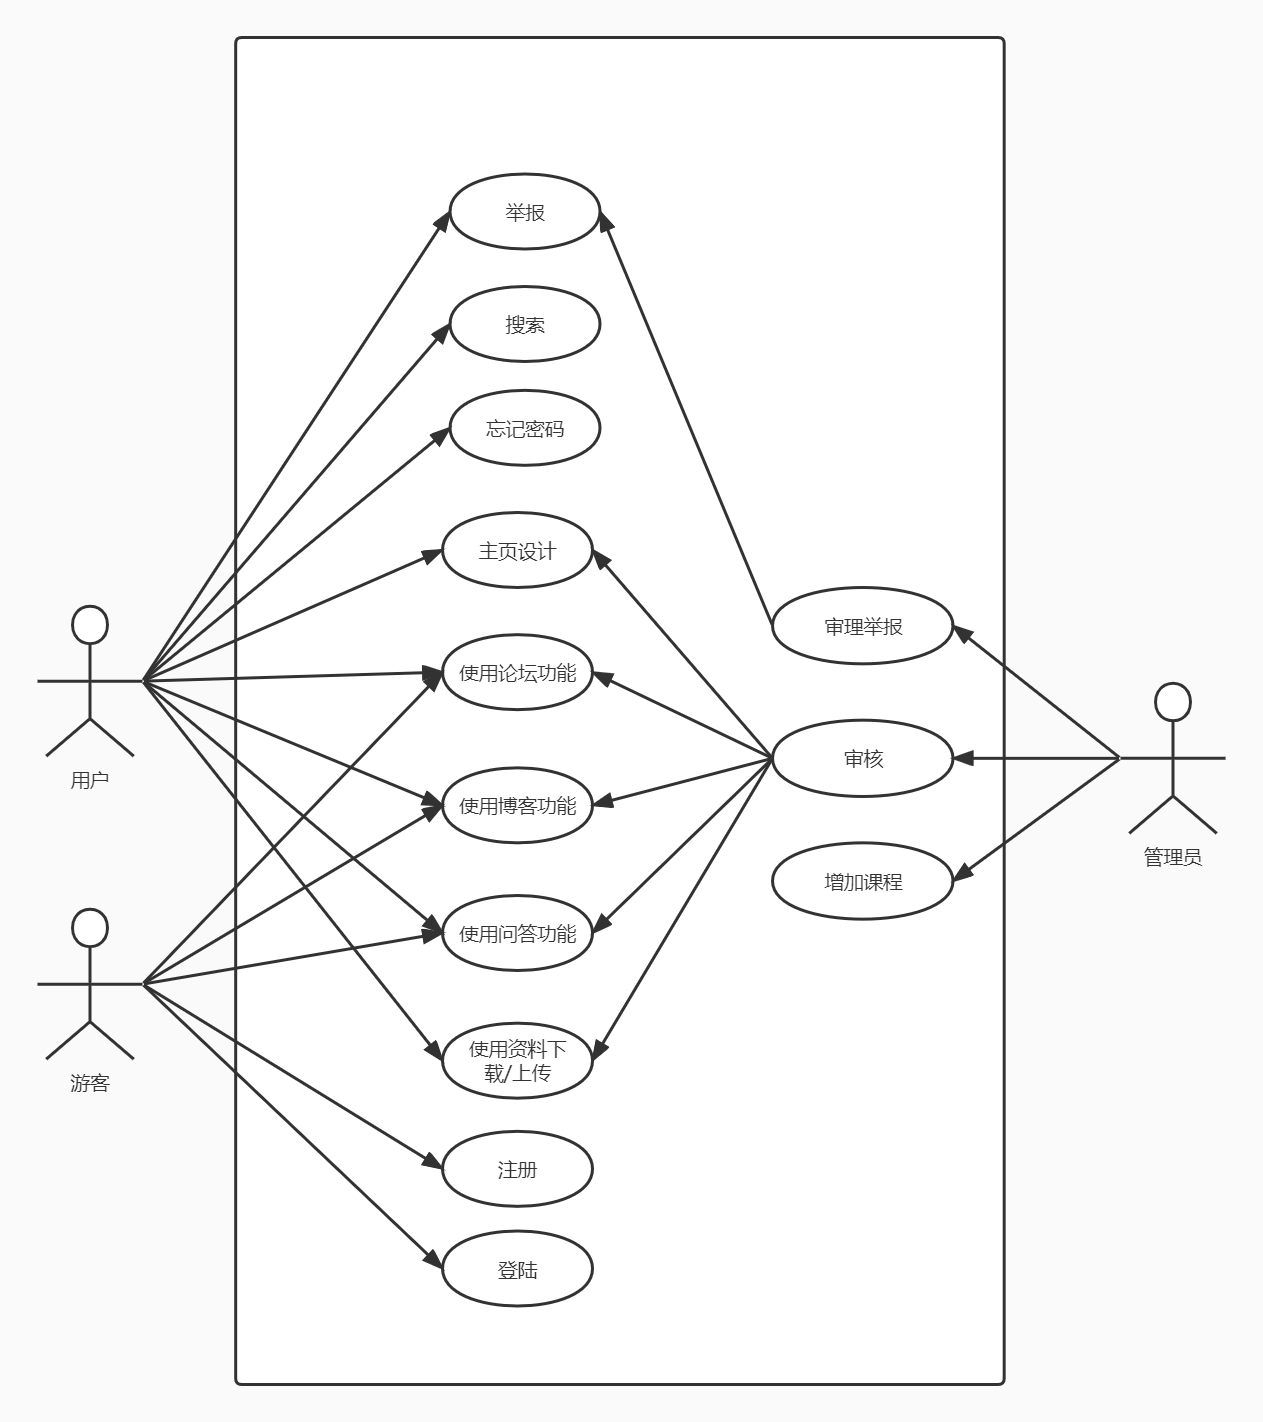 举报
搜索
忘记密码
主页设计
使用论坛功能
使用博客功能
使用问答功能
使用资料下
载/上传
注册
登陆
审理举报
审核
增加课程
用户
游客
管理员